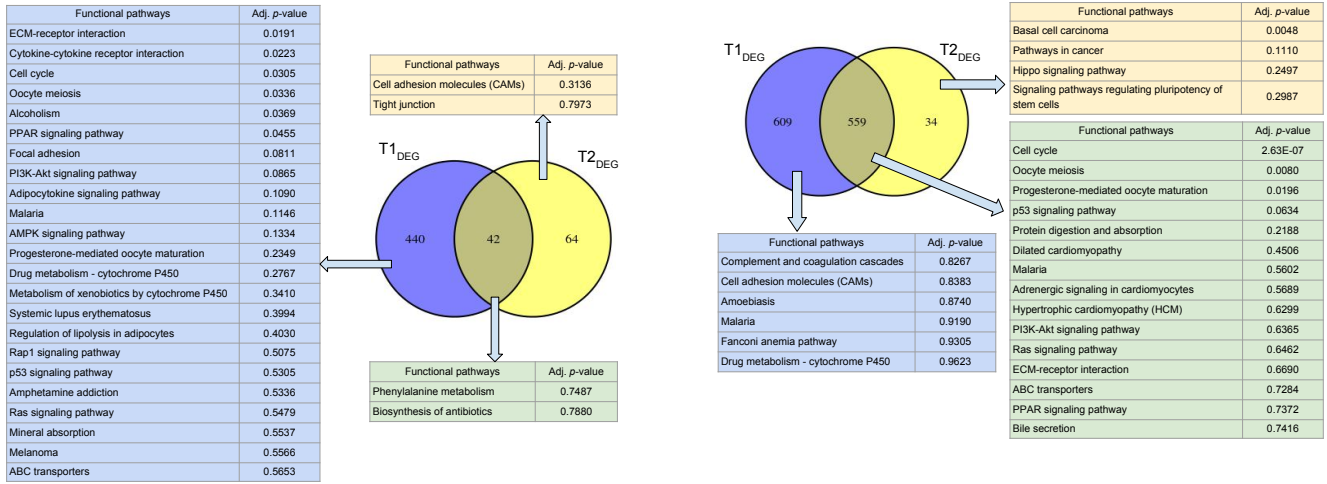 Functional pathways Adj. p-value
ECM-receptor interaction 0.0191
Cytokine-cytokine receptor interaction 0.0223
Cell cycle 0.0305
Oocyte meiosis 0.0336
Alcoholism 0.0369
PPAR signaling pathway 0.0455
Focal adhesion 0.0811
PI3K-Akt signaling pathway 0.0865
Adipocytokine signaling pathway 0.1090
Malaria 0.1146
AMPK signaling pathway 0.1334
Progesterone-mediated oocyte maturation 0.2349
Drug metabolism - cytochrome P450 0.2767
Metabolism of xenobiotics by cytochrome P450 0.3410
Systemic lupus erythematosus 0.3994
Regulation of lipolysis in adipocytes 0.4030
Rap1 signaling pathway 0.5075
p53 signaling pathway 0.5305
Amphetamine addiction 0.5336
Ras signaling pathway 0.5479
Mineral absorption 0.5537
Melanoma 0.5566
ABC transporters 0.5653
Functional pathways Adj. p-value
Cell adhesion molecules (CAMs) 0.3136
Tight junction 0.7973
T1DEG T2DEG
440 42 64
Functional pathways Adj. p-value
Phenylalanine metabolism 0.7487
Biosynthesis of antibiotics 0.7880
T1DEG T2DEG
609 559 34
Functional pathways Adj. p-value
Complement and coagulation cascades 0.8267
Cell adhesion molecules (CAMs) 0.8383
Amoebiasis 0.8740
Malaria 0.9190
Fanconi anemia pathway 0.9305
Drug metabolism - cytochrome P450 0.9623
Functional pathways Adj. p-value
Basal cell carcinoma 0.0048
Pathways in cancer 0.1110
Hippo signaling pathway 0.2497
Signaling pathways regulating pluripotency of
stem cells 0.2987
Functional pathways Adj. p-value
Cell cycle 2.63E-07
Oocyte meiosis 0.0080
Progesterone-mediated oocyte maturation 0.0196
p53 signaling pathway 0.0634
Protein digestion and absorption 0.2188
Dilated cardiomyopathy 0.4506
Malaria 0.5602
Adrenergic signaling in cardiomyocytes 0.5689
Hypertrophic cardiomyopathy (HCM) 0.6299
PI3K-Akt signaling pathway 0.6365
Ras signaling pathway 0.6462
ECM-receptor interaction 0.6690
ABC transporters 0.7284
PPAR signaling pathway 0.7372
Bile secretion 0.7416